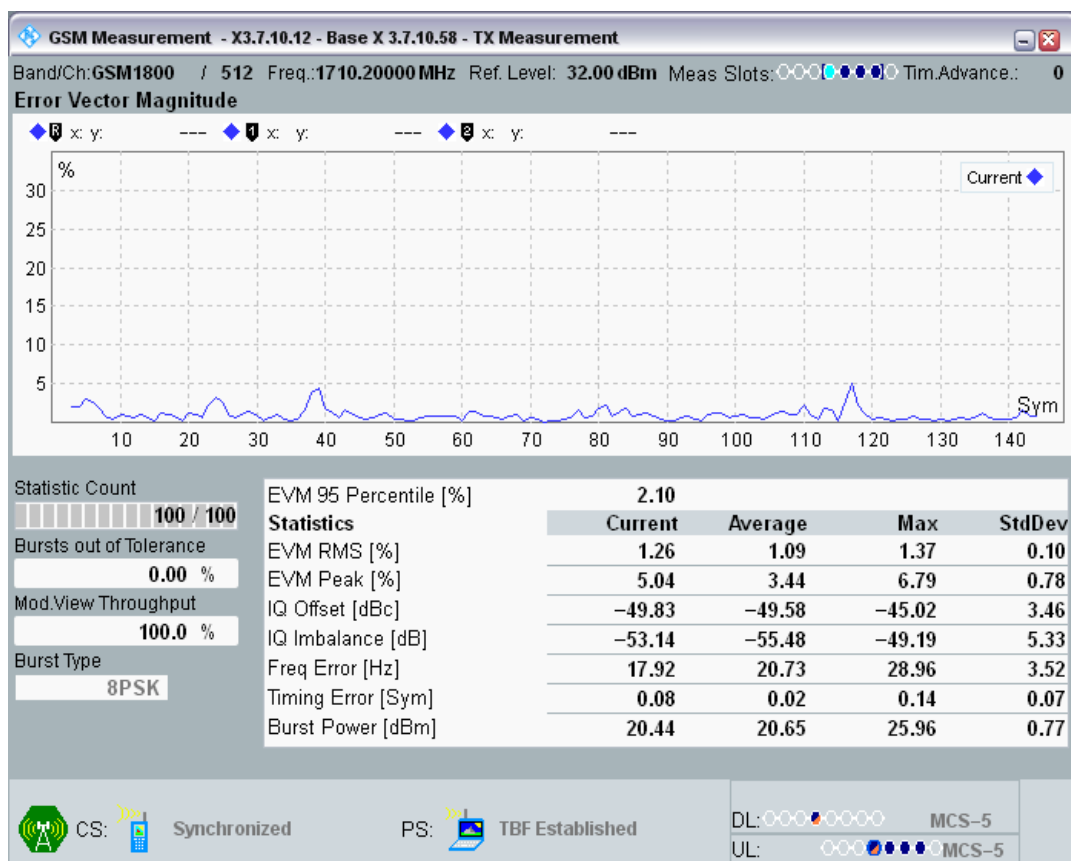 GSM Measurement - X3.7.10.12 - Base X 3.7.10.58 - TX Measurement
Band/Ch:GSM1800 / 512 Freq.:1710.20000 MHz Ref. Level: 32.00 dBm Meas Slots: Tim.Advance.: 0
Error Vector Magnitude
R x: y: --- 1 x: y: --- 2 x: y: ---
%
Current
30
25
20
15
10
5
Sym
10 20 30 40 50 60 70 80 90 100 110 120 130 140
Statistic Count
100 / 100
Bursts out of Tolerance
0.00 %
Mod.View Throughput
100.0 %
Burst Type
8PSK
EVM 95 Percentile [%] 2.10
Statistics Current Average Max StdDev
EVM RMS [%] 1.26 1.09 1.37 0.10
EVM Peak [%] 5.04 3.44 6.79 0.78
IQ Offset [dBc] −49.83 −49.58 −45.02 3.46
IQ Imbalance [dB] −53.14 −55.48 −49.19 5.33
Freq Error [Hz] 17.92 20.73 28.96 3.52
Timing Error [Sym] 0.08 0.02 0.14 0.07
Burst Power [dBm] 20.44 20.65 25.96 0.77
CS: Synchronized PS: TBF Established
DL: MCS−5
UL: MCS−5